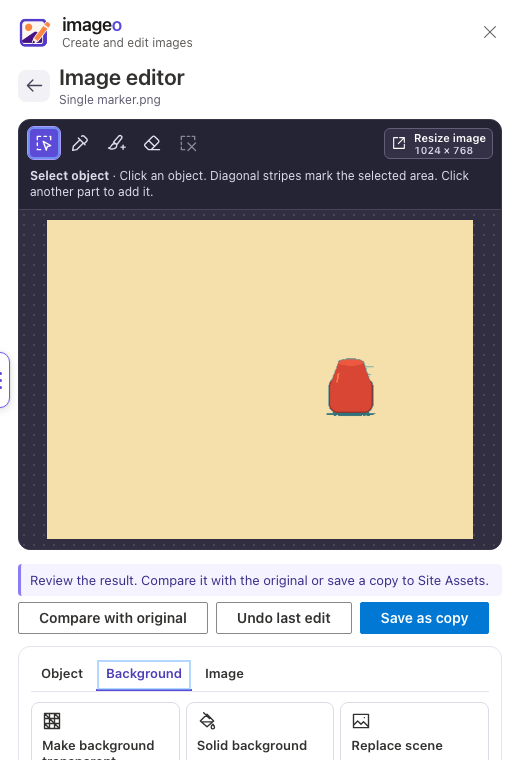 imageo
Create and edit images
Image editor
Single marker.png
Resize image
1024 × 768
Select object · Click an object. Diagonal stripes mark the selected area. Click
another part to add it.
Review the result. Compare it with the original or save a copy to Site Assets.
Compare with original
Undo last edit
Save as copy
Object
Background
Image
Make background
transparent
Solid background
Replace scene